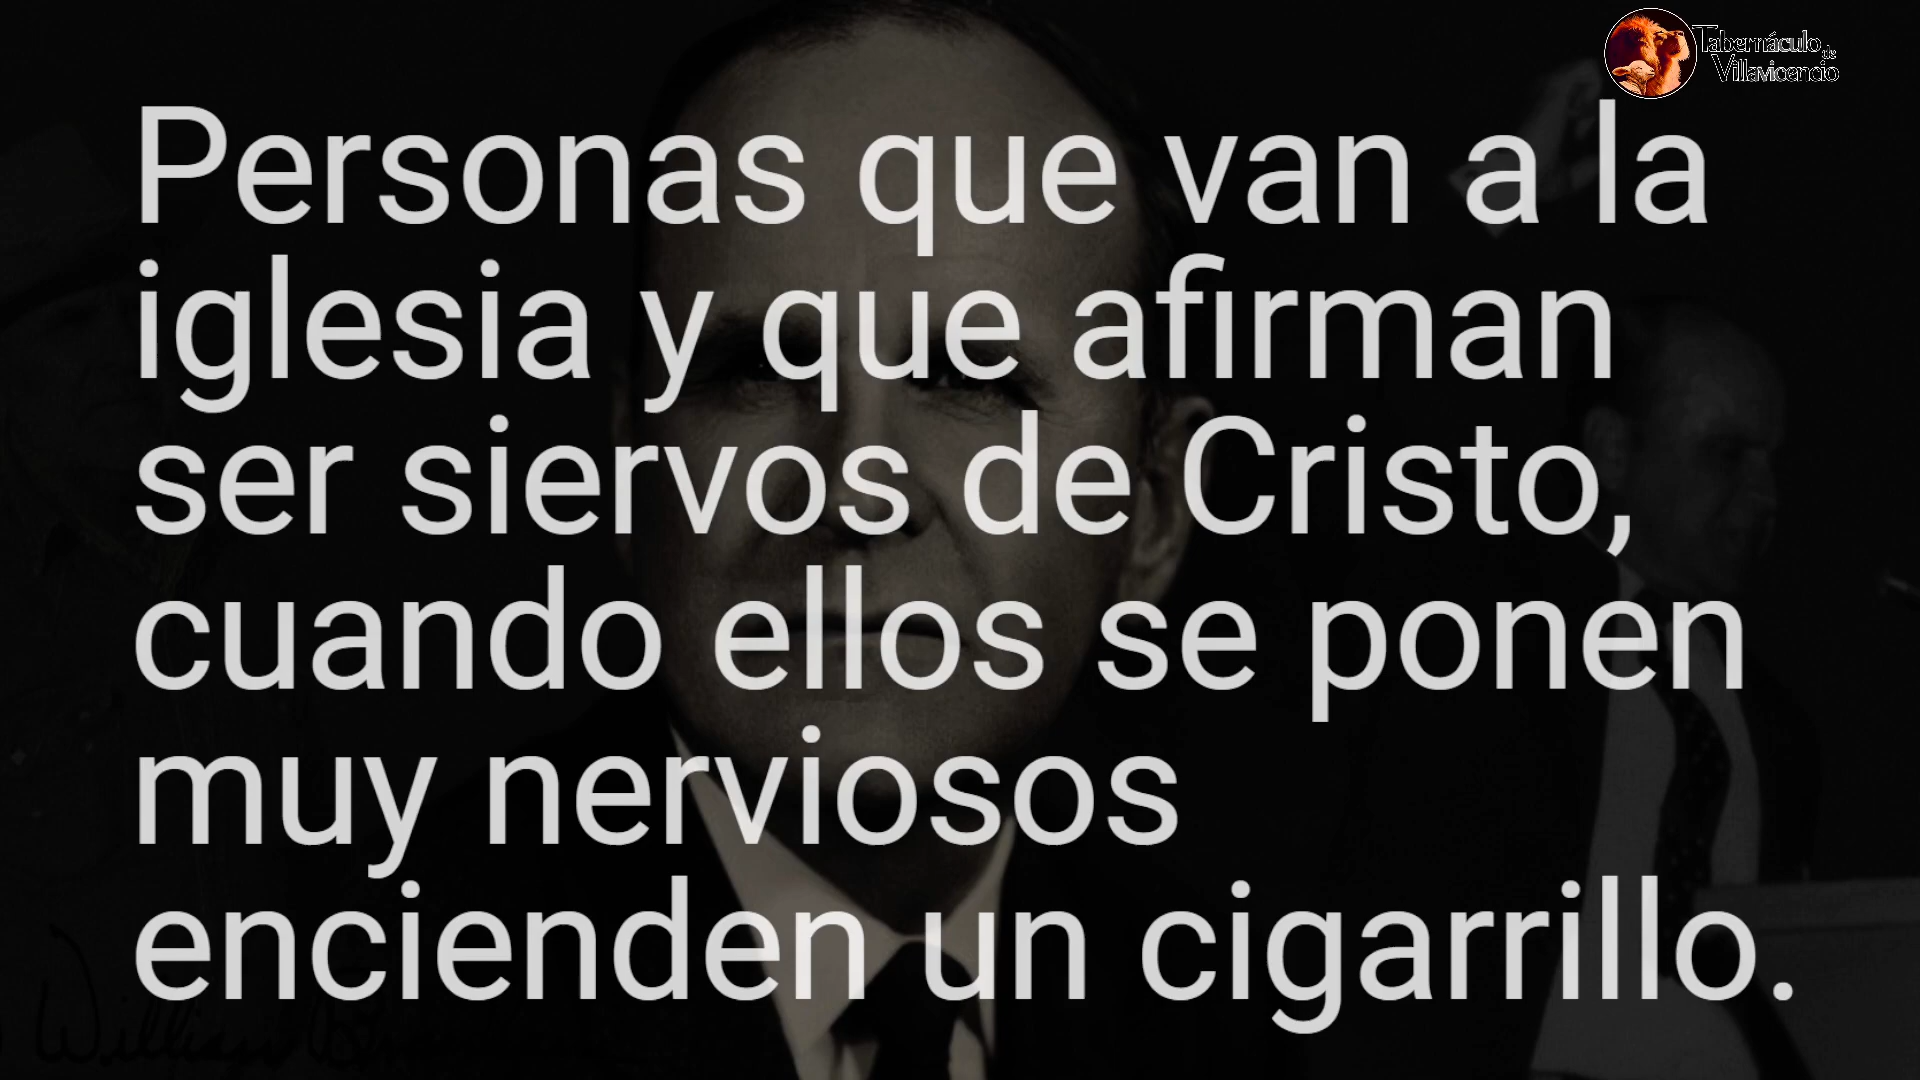 Tabernáculo
de
Villavicencio
Personas que van a la
iglesia y que afirman
ser siervos de Cristo,
cuando ellos se ponen
muy nerviosos
encienden un cigarrillo.
William